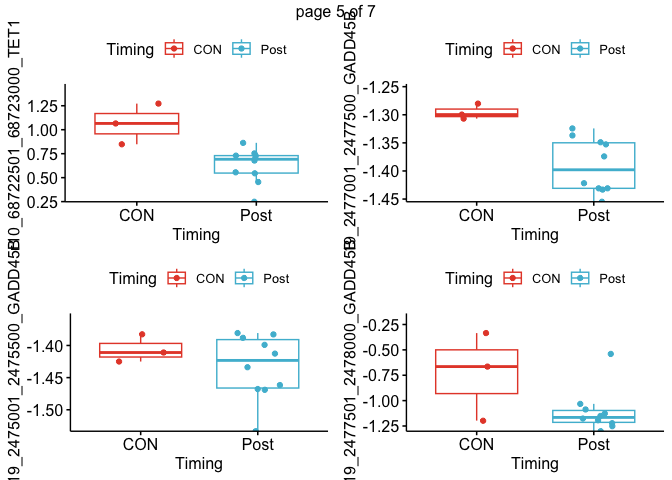 page 5 of 7
10_68722501_68723000_TET1
Timing CON Post
1.25
1.00
0.75
0.50
0.25
CON Post
Timing
19_2477001_2477500_GADD45B
Timing CON Post
-1.25
-1.30
-1.35
-1.40
-1.45
CON Post
Timing
19_2475001_2475500_GADD45B
Timing CON Post
-1.40
-1.45
-1.50
CON Post
Timing
19_2477501_2478000_GADD45B
Timing CON Post
-0.25
-0.50
-0.75
-1.00
-1.25
CON Post
Timing